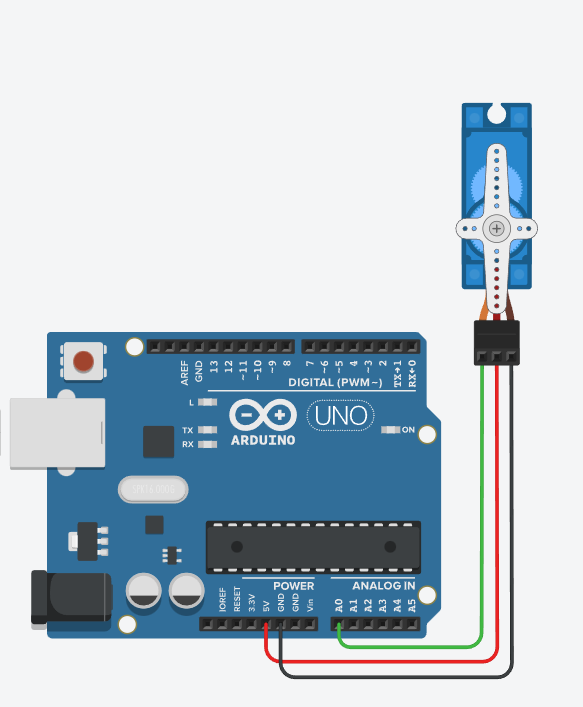 AREF
GND
13
12
~11
~10
~9
8
7
~6
~5
4
~3
2
TX→1
RX←0
DIGITAL (PWM~)
L
TX
RX
ARDUINO
UNO
ON
POWER
ANALOG IN
IOREF
RESET
3.3V
5V
GND
GND
Vin
A0
A1
A2
A3
A4
A5